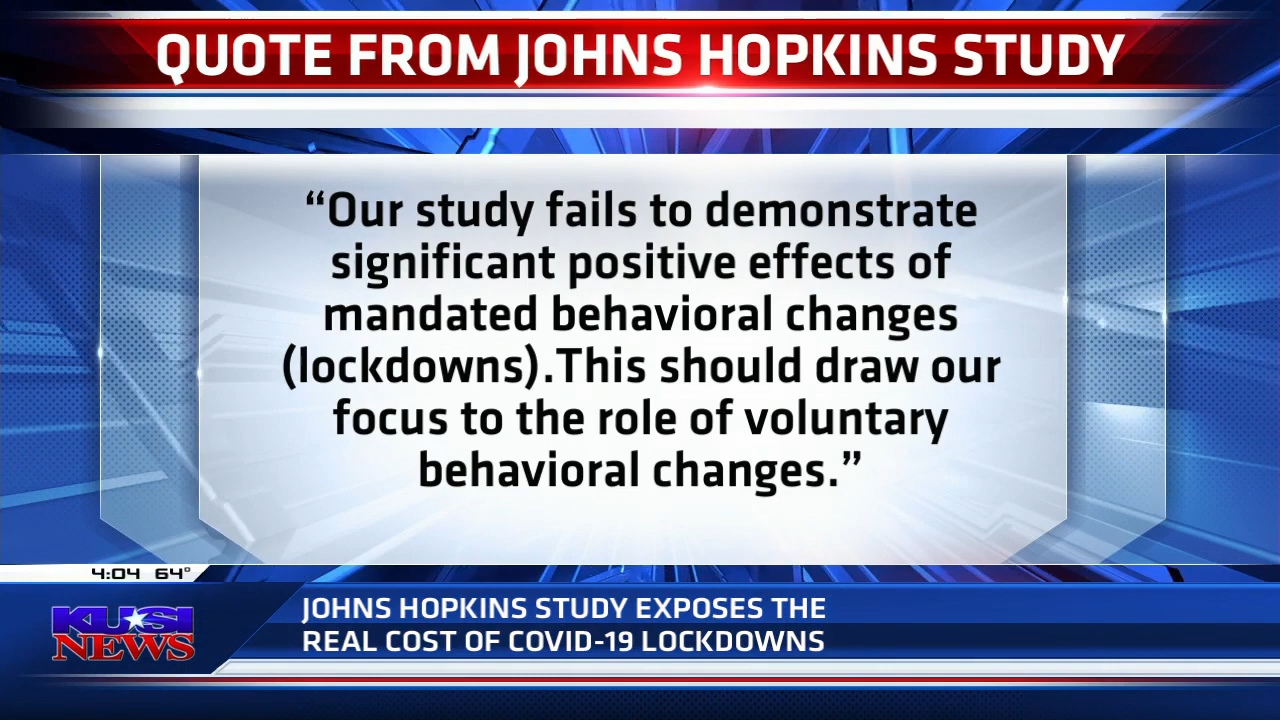 QUOTE FROM JOHNS HOPKINS STUDY
“Our study fails to demonstrate
significant positive effects of
mandated behavioral changes
(lockdowns).This should draw our
focus to the role of voluntary
behavioral changes.”
4:04 64°
KUSI
NEWS
JOHNS HOPKINS STUDY EXPOSES THE
REAL COST OF COVID-19 LOCKDOWNS